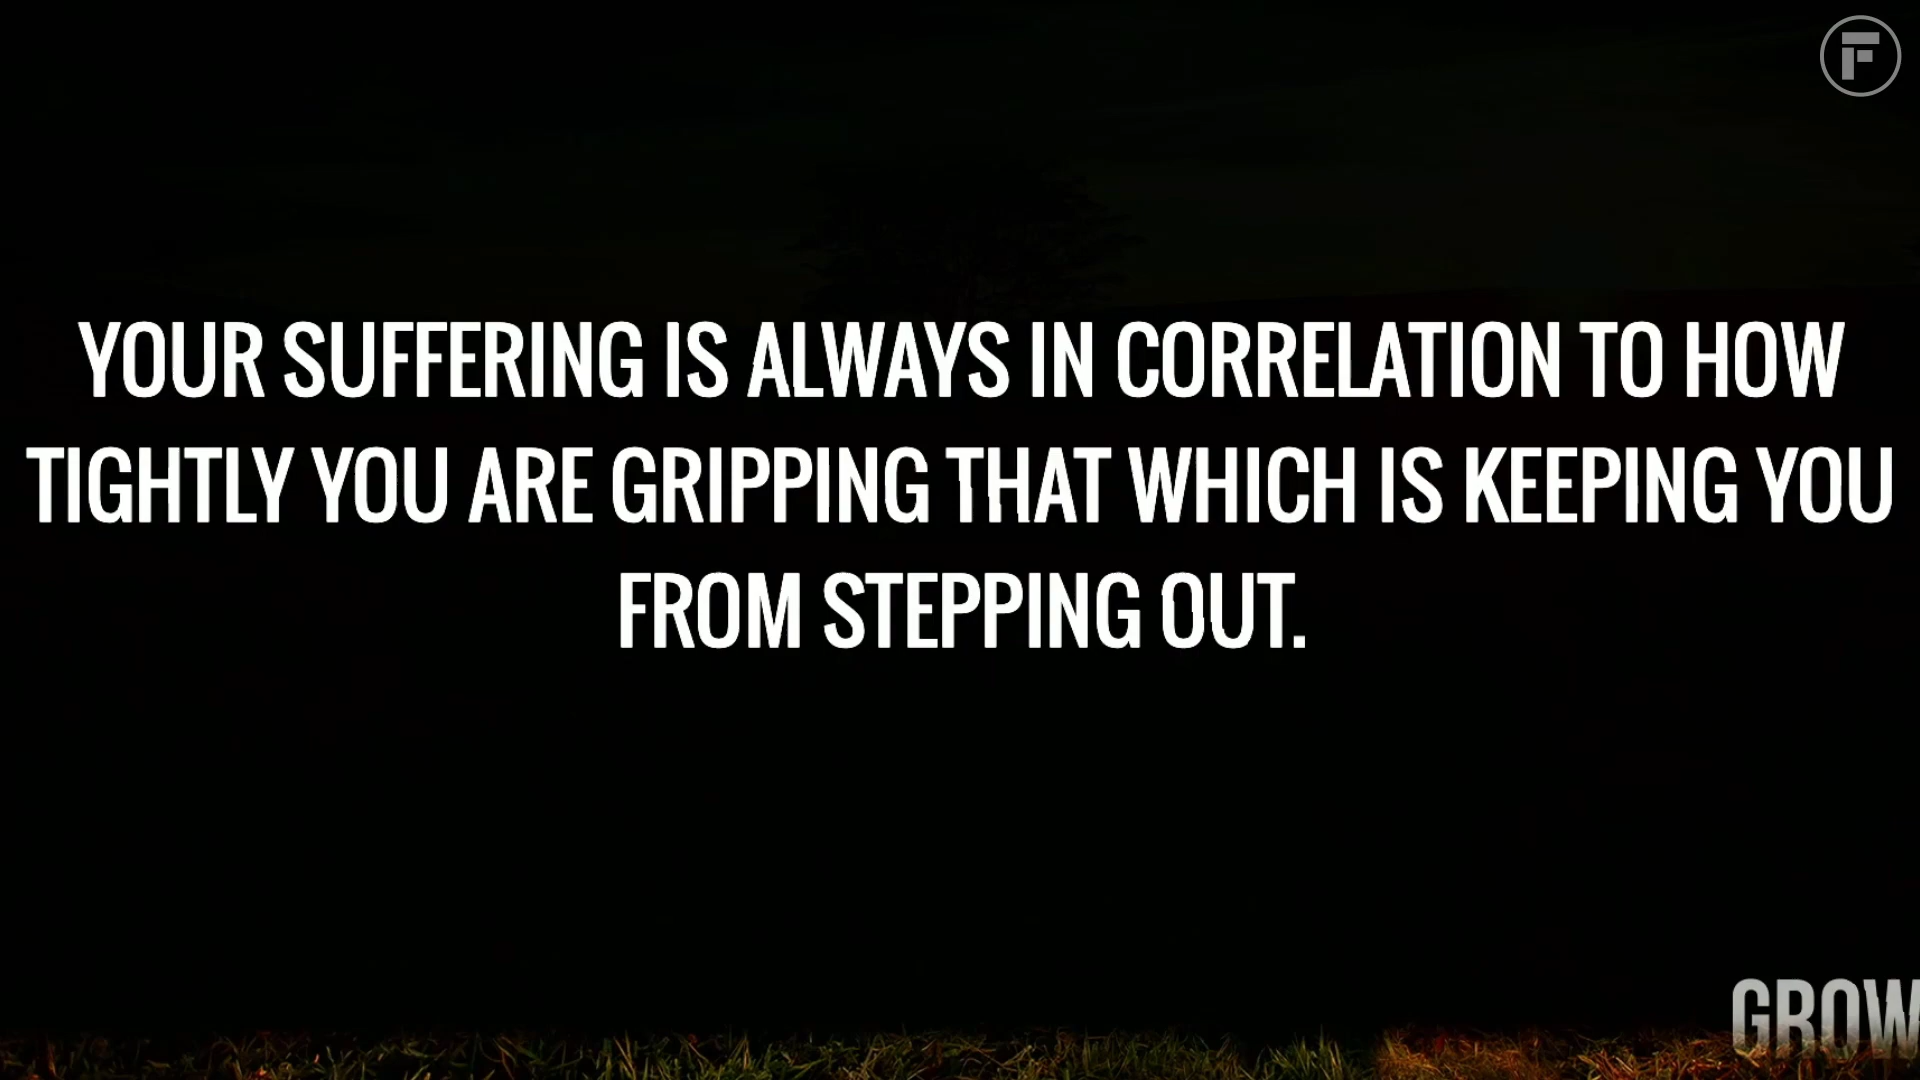 F
YOUR SUFFERING IS ALWAYS IN CORRELATION TO HOW
TIGHTLY YOU ARE GRIPPING THAT WHICH IS KEEPING YOU
FROM STEPPING OUT.
GROW